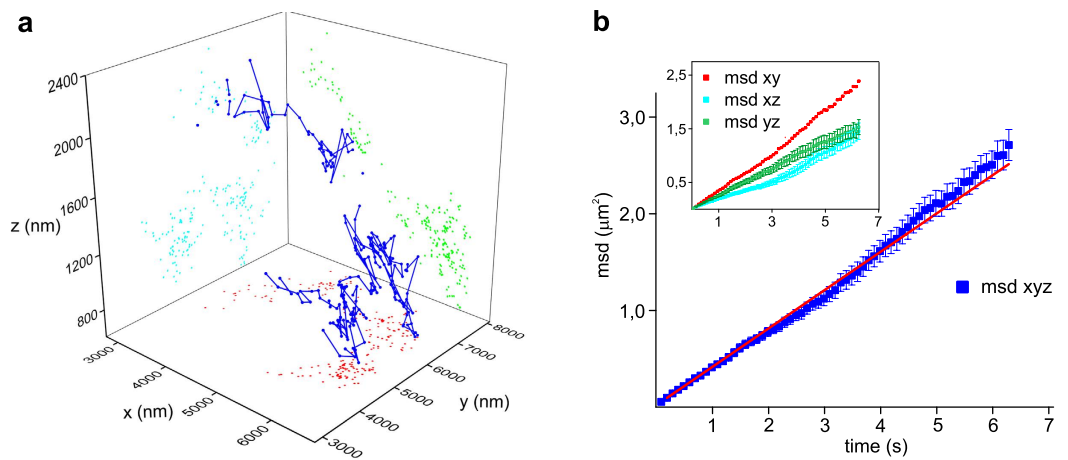 a
2400
2000
1600
1200
800
z (nm)
3000
4000
5000
6000
x (nm)
3000
4000
5000
6000
7000
8000
y (nm)
b
2,5
1,5
0,5
msd xy
msd xz
msd yz
1 3 5 7
3,0
2,0
1,0
msd (μm²)
msd xyz
1 2 3 4 5 6 7
time (s)